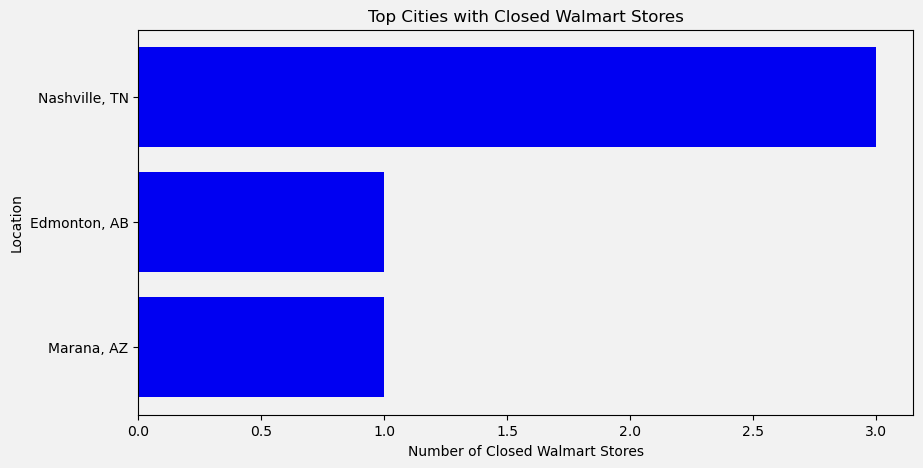 Top Cities with Closed Walmart Stores
Nashville, TN
Edmonton, AB
Marana, AZ
Location
0.0 0.5 1.0 1.5 2.0 2.5 3.0
Number of Closed Walmart Stores